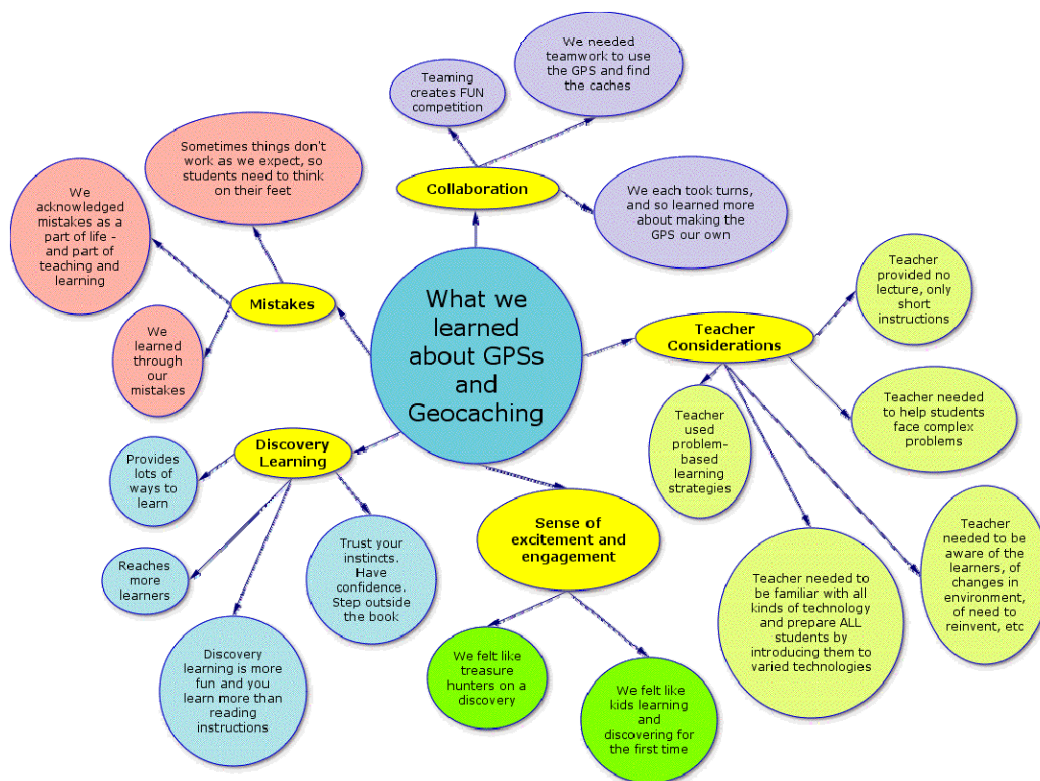 What we
learned
about GPSs
and
Geocaching
Collaboration
Teaming
creates FUN
competition
We needed
teamwork to use
the GPS and find
the caches
We each took turns,
and so learned more
about making the
GPS our own
Teacher
Considerations
Teacher
provided no
lecture, only
short
instructions
Teacher needed
to help students
face complex
problems
Teacher
needed to be
aware of the
learners, of
changes in
environment,
of need to
reinvent, etc
Teacher needed to
be familiar with all
kinds of technology
and prepare ALL
students by
introducing them to
varied technologies
Teacher
used
problem-
based
learning
strategies
Sense of
excitement and
engagement
We felt like
kids learning
and
discovering for
the first time
We felt like
treasure
hunters on a
discovery
Discovery
Learning
Trust your
instincts.
Have
confidence.
Step outside
the book
Discovery
learning is more
fun and you
learn more than
reading
instructions
Reaches
more
learners
Provides
lots of
ways to
learn
Mistakes
We
learned
through
our
mistakes
We
acknowledged
mistakes as a
part of life -
and part of
teaching and
learning
Sometimes things don't
work as we expect, so
students need to think
on their feet